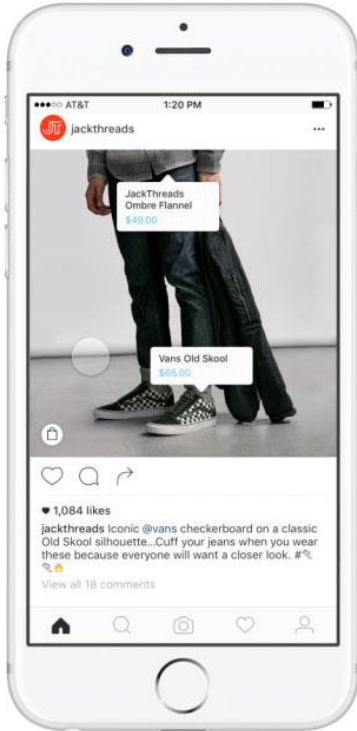 AT&T 1:20 PM
JT jackthreads
JackThreads
Ombre Flannel
$49.00
Vans Old Skool
$65.00
1,084 likes
jackthreads Iconic @vans checkerboard on a classic
Old Skool silhouette...Cuff your jeans when you wear
these because everyone will want a closer look. #👟
👟🔥
View all 18 comments